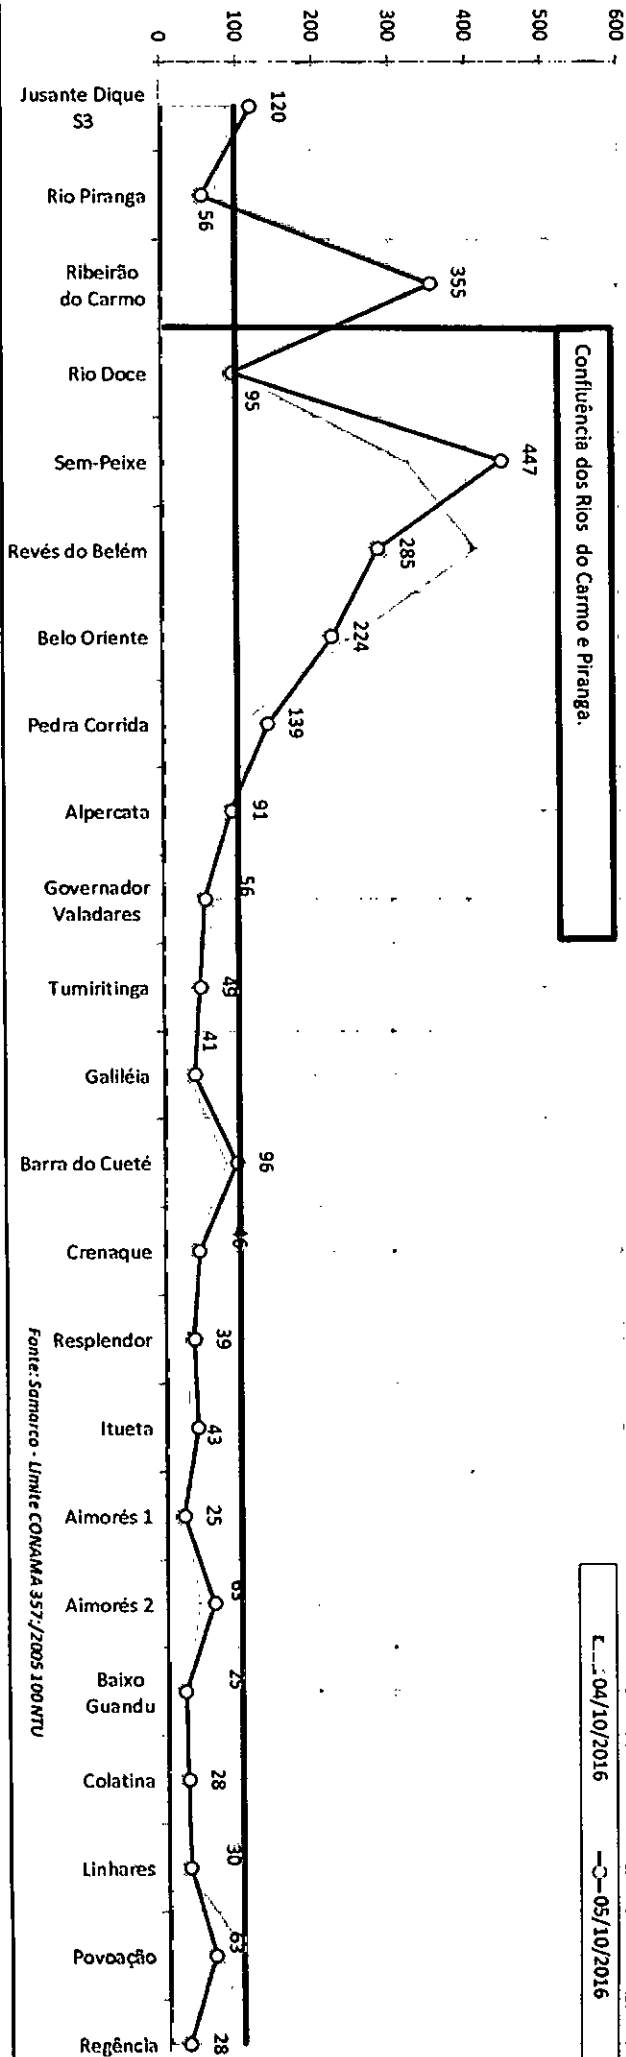 600
500
400
300
200
100
0
Confluência dos Rios do Carmo e Piranga.
04/10/2016
05/10/2016
120
56
355
95
447
285
224
139
91
56
49
41
96
46
39
43
25
63
25
28
30
63
28
Jusante Dique
S3
Rio Piranga
Ribeirão
do Carmo
Rio Doce
Sem-Peixe
Revés do Belém
Belo Oriente
Pedra Corrida
Alpercata
Governador
Valadares
Tumiritinga
Galiléia
Barra do Cueté
Crenaque
Resplendor
Itueta
Aimorés 1
Aimorés 2
Baixo
Guandu
Colatina
Linhares
Povoação
Regência
Fonte: Samarco - Limite CONAMA 357:/2005 100 NTU